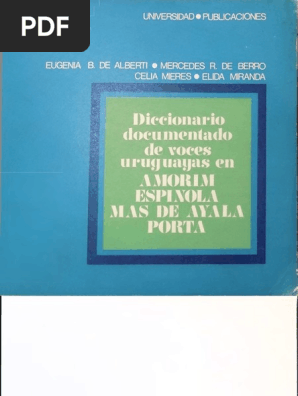 PDF
UNIVERSIDAD ● PUBLICACIONES
EUGENIA B. DE ALBERTI ● MERCEDES R. DE BERRO
CELIA MIERES ● ELIDA MIRANDA
Diccionario
documentado
de voces
uruguayas en
AMORIM
ESPINOLA
MAS DE AYALA
PORTA